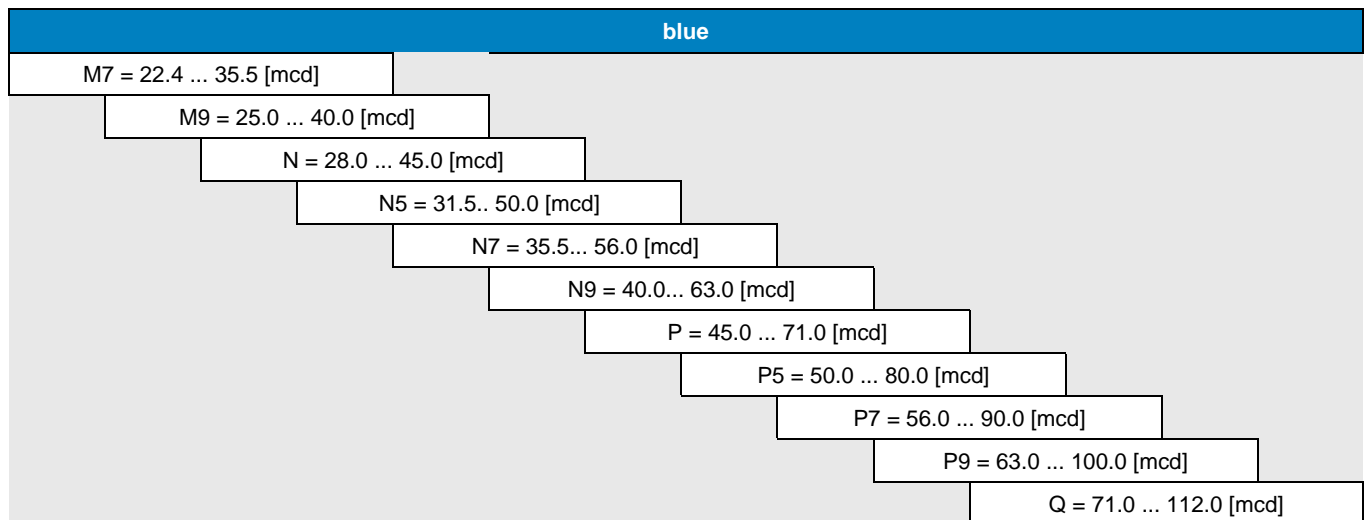 blue
M7 = 22.4 ... 35.5 [mcd]
M9 = 25.0 ... 40.0 [mcd]
N = 28.0 ... 45.0 [mcd]
N5 = 31.5.. 50.0 [mcd]
N7 = 35.5... 56.0 [mcd]
N9 = 40.0... 63.0 [mcd]
P = 45.0 ... 71.0 [mcd]
P5 = 50.0 ... 80.0 [mcd]
P7 = 56.0 ... 90.0 [mcd]
P9 = 63.0 ... 100.0 [mcd]
Q = 71.0 ... 112.0 [mcd]